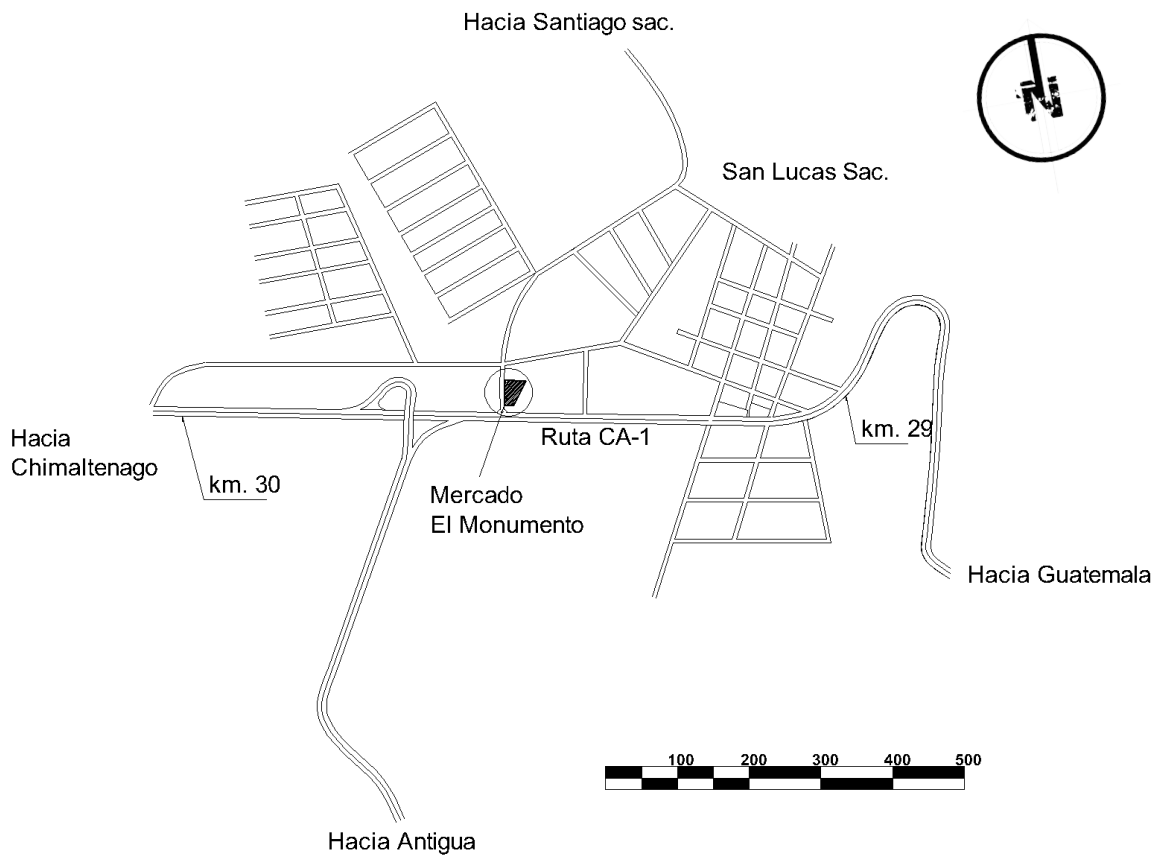 Hacia Santiago sac.
N
San Lucas Sac.
Hacia
Chimaltenago
km. 30
Ruta CA-1
km. 29
Mercado
El Monumento
Hacia Guatemala
100 200 300 400 500
Hacia Antigua